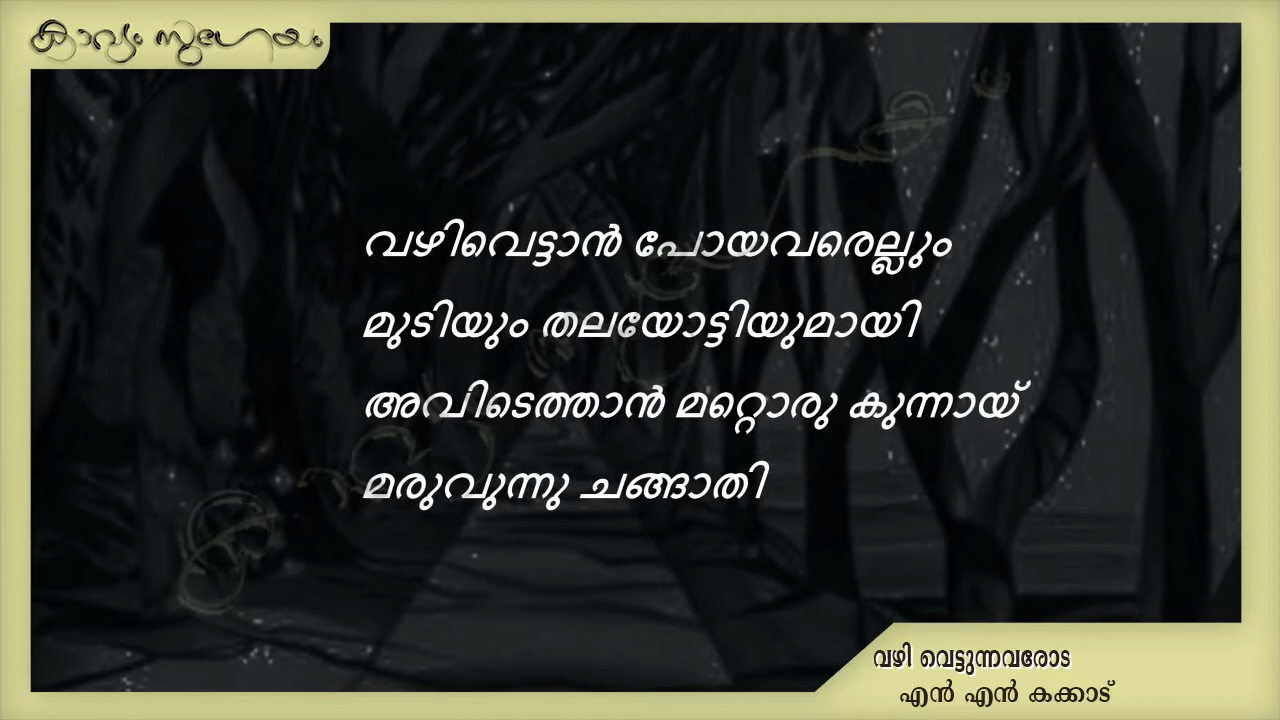 കാവ്യം സുഗേയം
വഴിവെട്ടാൻ പോയവരെല്ലും
മുടിയും തലയോട്ടിയുമായി
അവിടെത്താൻ മറ്റൊരു കുന്നായ്
മരുവുന്നു ചങ്ങാതി
വഴി വെട്ടുന്നവരോട
എൻ എൻ കക്കാട്